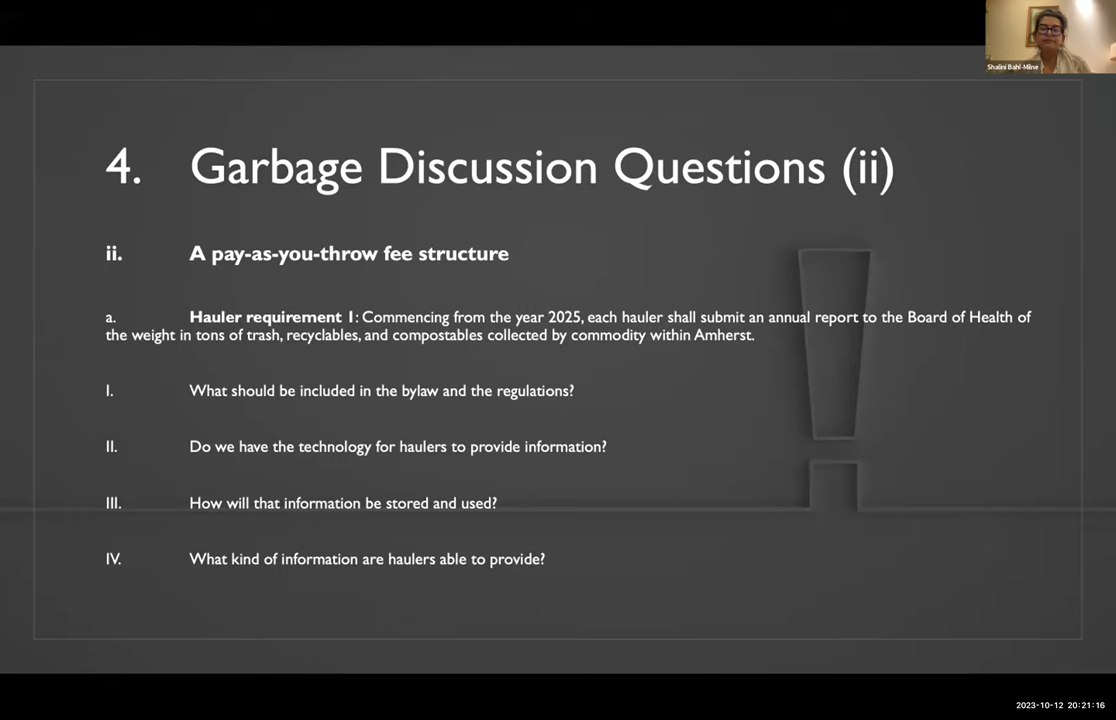 Shalini Bahl-Milne
4. Garbage Discussion Questions (ii)
ii. A pay-as-you-throw fee structure
a. Hauler requirement 1: Commencing from the year 2025, each hauler shall submit an annual report to the Board of Health of
the weight in tons of trash, recyclables, and compostables collected by commodity within Amherst.
I. What should be included in the bylaw and the regulations?
II. Do we have the technology for haulers to provide information?
III. How will that information be stored and used?
IV. What kind of information are haulers able to provide?
2023-10-12 20:21:16